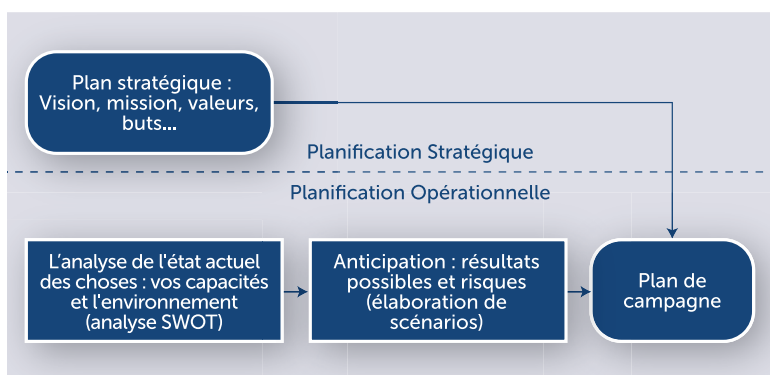 Plan stratégique :
Vision, mission, valeurs,
buts...
Planification Stratégique
Planification Opérationnelle
L’analyse de l'état actuel
des choses : vos capacités
et l'environnement
(analyse SWOT)
Anticipation : résultats
possibles et risques
(élaboration de
scénarios)
Plan de
campagne